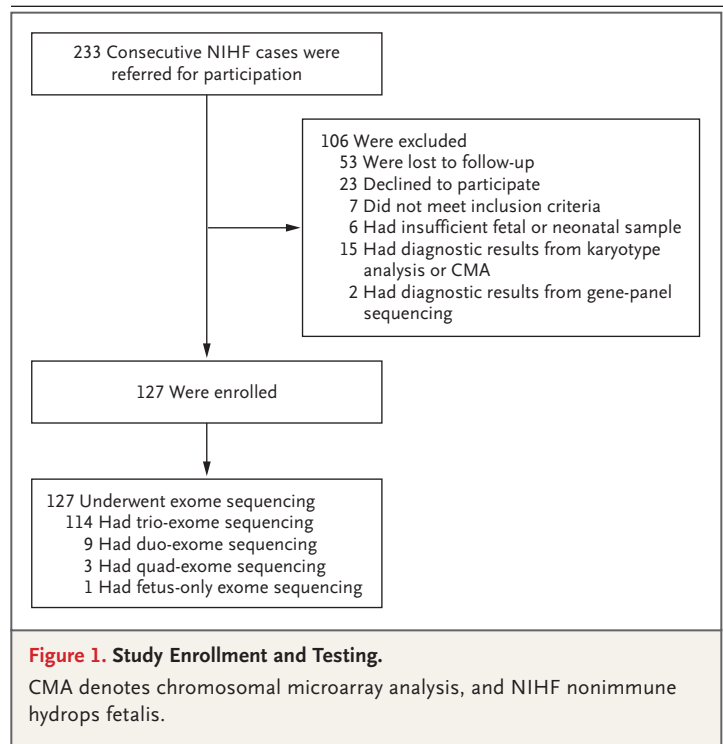 233 Consecutive NIHF cases were
referred for participation
106 Were excluded
53 Were lost to follow-up
23 Declined to participate
7 Did not meet inclusion criteria
6 Had insufficient fetal or neonatal sample
15 Had diagnostic results from karyotype
analysis or CMA
2 Had diagnostic results from gene-panel
sequencing
127 Were enrolled
127 Underwent exome sequencing
114 Had trio-exome sequencing
9 Had duo-exome sequencing
3 Had quad-exome sequencing
1 Had fetus-only exome sequencing
Figure 1. Study Enrollment and Testing.
CMA denotes chromosomal microarray analysis, and NIHF nonimmune
hydrops fetalis.